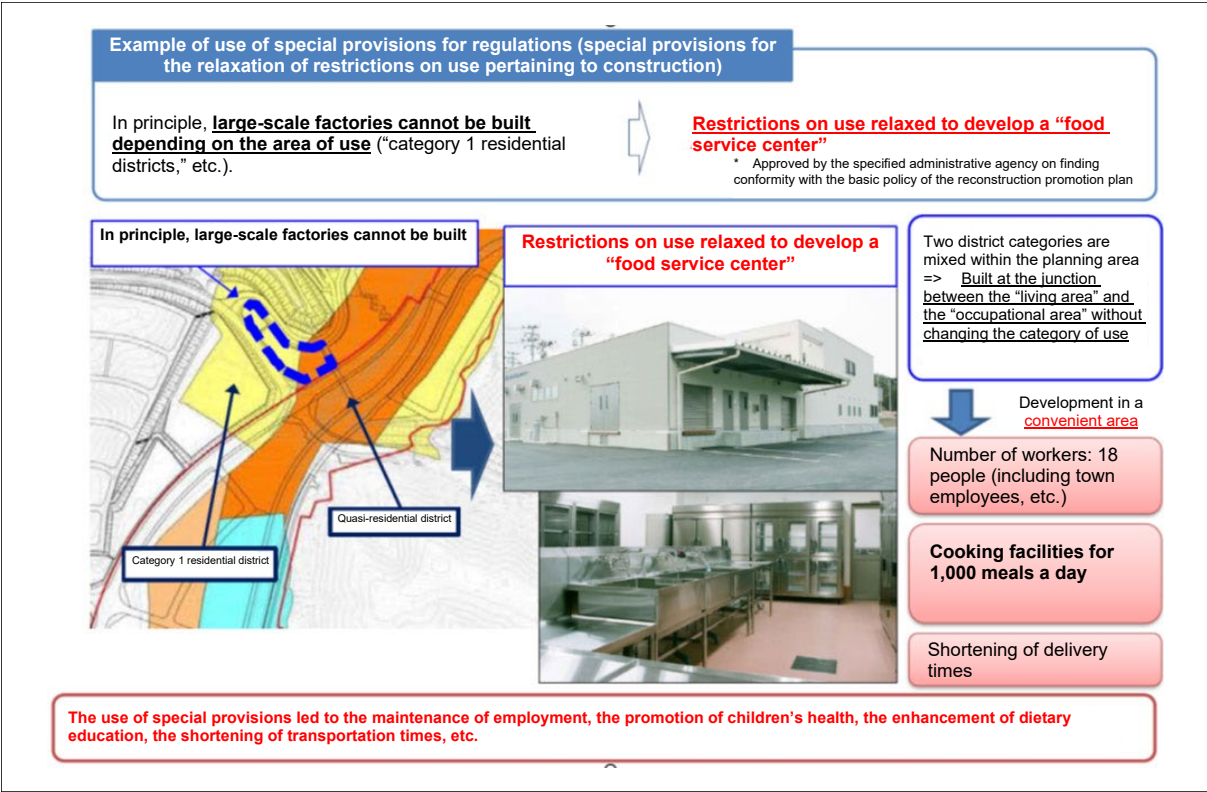 Example of use of special provisions for regulations (special provisions for
the relaxation of restrictions on use pertaining to construction)
In principle, large-scale factories cannot be built
depending on the area of use (“category 1 residential
districts,” etc.).
Restrictions on use relaxed to develop a “food
service center”
* Approved by the specified administrative agency on finding
conformity with the basic policy of the reconstruction promotion plan
In principle, large-scale factories cannot be built
Category 1 residential district
Quasi-residential district
Restrictions on use relaxed to develop a
“food service center”
Two district categories are
mixed within the planning area
=> Built at the junction
between the “living area” and
the “occupational area” without
changing the category of use
Development in a
convenient area
Number of workers: 18
people (including town
employees, etc.)
Cooking facilities for
1,000 meals a day
Shortening of delivery
times
The use of special provisions led to the maintenance of employment, the promotion of children’s health, the enhancement of dietary
education, the shortening of transportation times, etc.